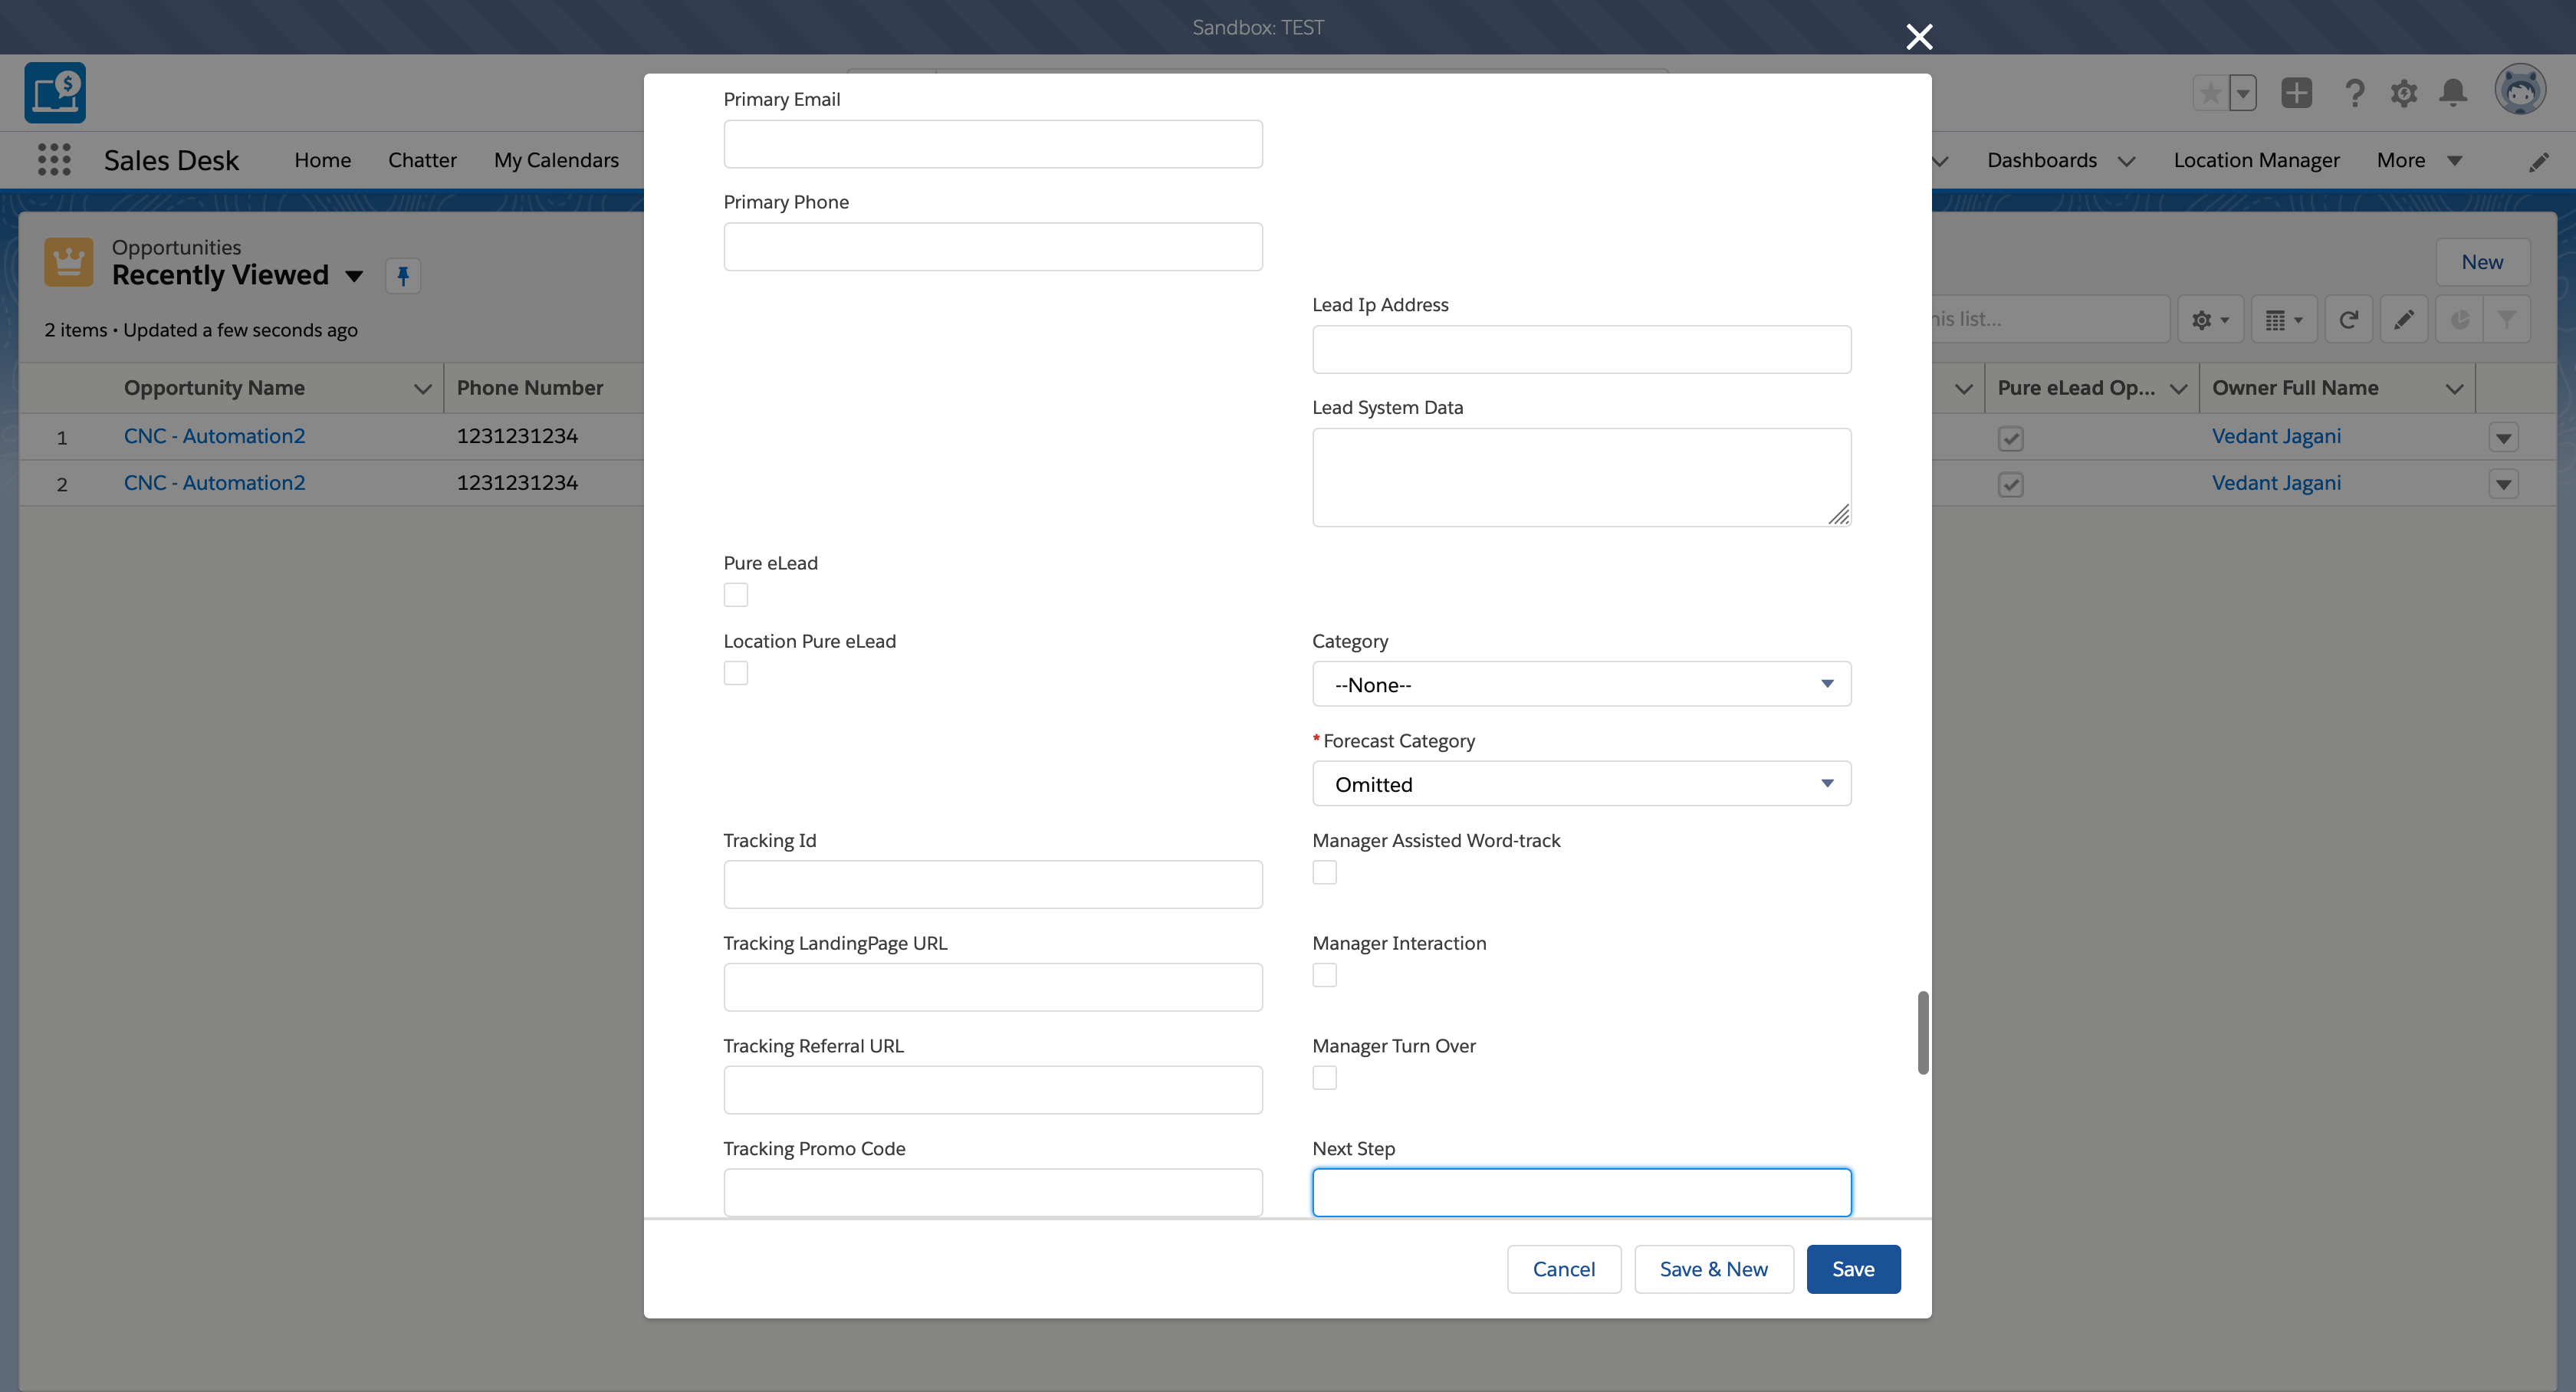 Sandbox: TEST
Sales Desk
Home
Chatter
My Calendars
Dashboards
Location Manager
More
Opportunities
Recently Viewed
New
2 items • Updated a few seconds ago
his list...
Opportunity Name
Phone Number
Pure eLead Op...
Owner Full Name
1
CNC - Automation2
1231231234
Vedant Jagani
2
CNC - Automation2
1231231234
Vedant Jagani
Primary Email
Primary Phone
Lead Ip Address
Lead System Data
Pure eLead
Location Pure eLead
Category
--None--
*Forecast Category
Omitted
Tracking Id
Manager Assisted Word-track
Tracking LandingPage URL
Manager Interaction
Tracking Referral URL
Manager Turn Over
Tracking Promo Code
Next Step
Cancel
Save & New
Save